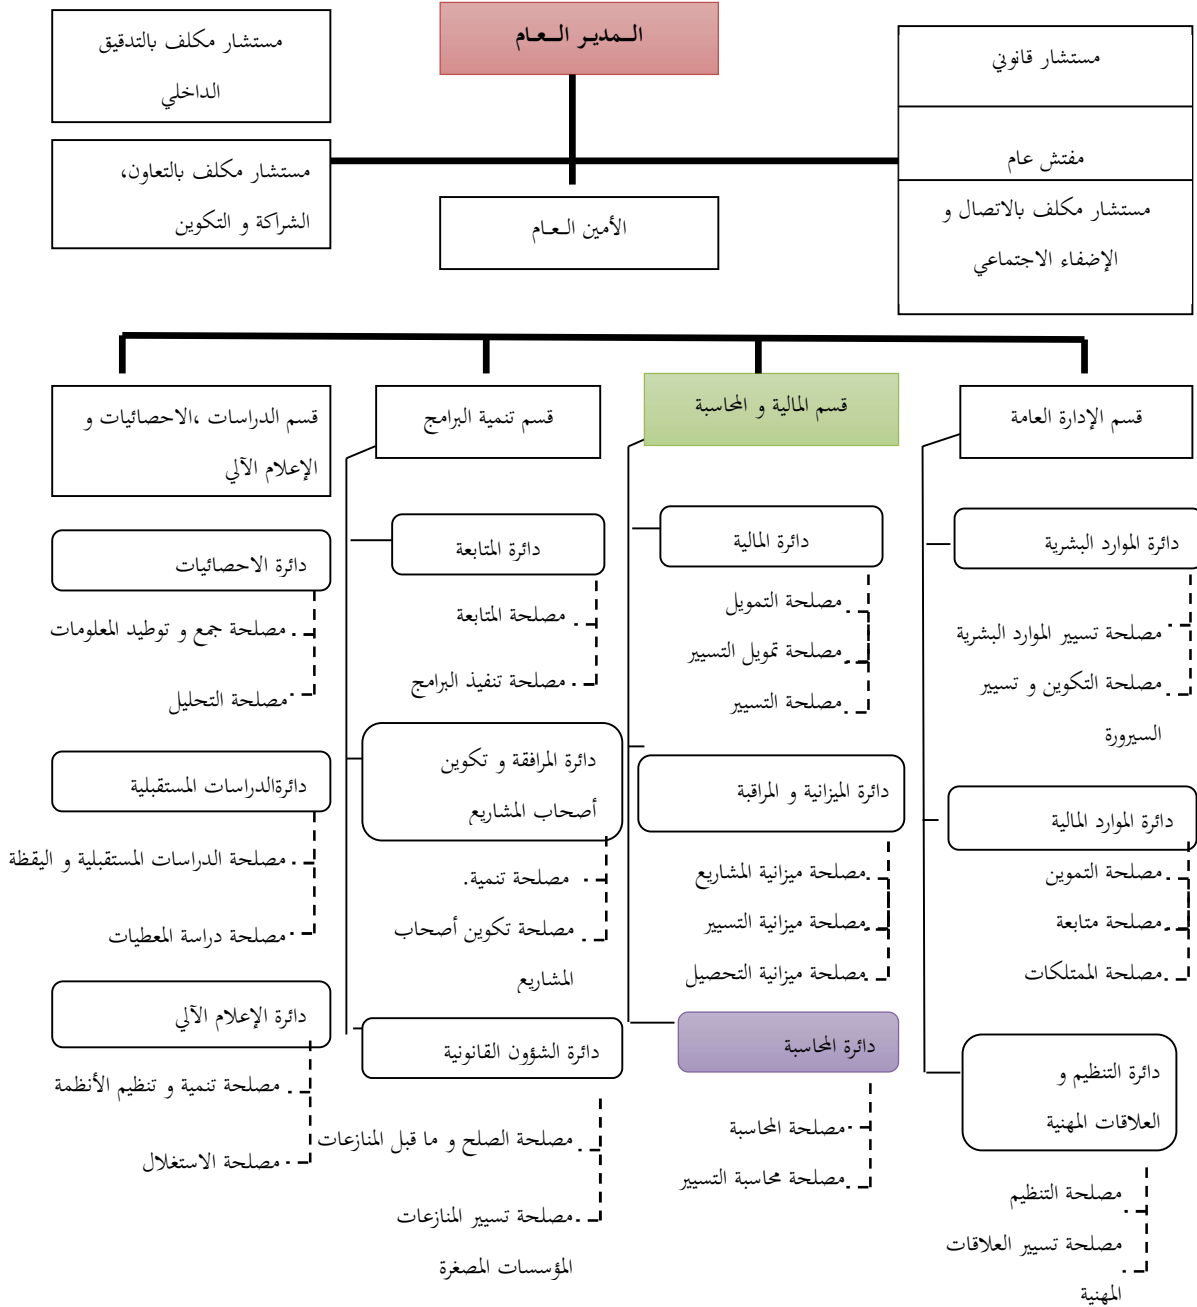 الـمديـر الـعـام
مستشار قانوني
مفتش عام
مستشار مكلف بالاتصال و
الإضفاء الاجتماعي
مستشار مكلف بالتدقيق
الداخلي
مستشار مكلف بالتعاون،
الشراكة و التكوين
الأمين الـعـام
قسم الإدارة العامة
دائرة الموارد البشرية
مصلحة تسيير الموارد البشرية
مصلحة التكوين و تسيير
السيرورة
دائرة الموارد المالية
مصلحة التموين
مصلحة متابعة
مصلحة الممتلكات
دائرة التنظيم و
العلاقات المهنية
مصلحة التنظيم
مصلحة تسيير العلاقات
المهنية
قسم المالية و المحاسبة
دائرة المالية
مصلحة التمويل
مصلحة تمويل التسيير
مصلحة التسيير
دائرة الميزانية و المراقبة
مصلحة ميزانية المشاريع
مصلحة ميزانية التسيير
مصلحة ميزانية التحصيل
دائرة المحاسبة
مصلحة المحاسبة
مصلحة محاسبة التسيير
قسم تنمية البرامج
دائرة المتابعة
مصلحة المتابعة
مصلحة تنفيذ البرامج
دائرة المرافقة و تكوين
أصحاب المشاريع
مصلحة تنمية.
مصلحة تكوين أصحاب
المشاريع
دائرة الشؤون القانونية
مصلحة الصلح و ما قبل المنازعات
مصلحة تسيير المنازعات
المؤسسات المصغرة
قسم الدراسات ،الاحصائيات و
الإعلام الآلي
دائرة الاحصائيات
مصلحة جمع و توطيد المعلومات
مصلحة التحليل
دائرةالدراسات المستقبلية
مصلحة الدراسات المستقبلية و اليقظة
مصلحة دراسة المعطيات
دائرة الإعلام الآلي
مصلحة تنمية و تنظيم الأنظمة
مصلحة الاستغلال